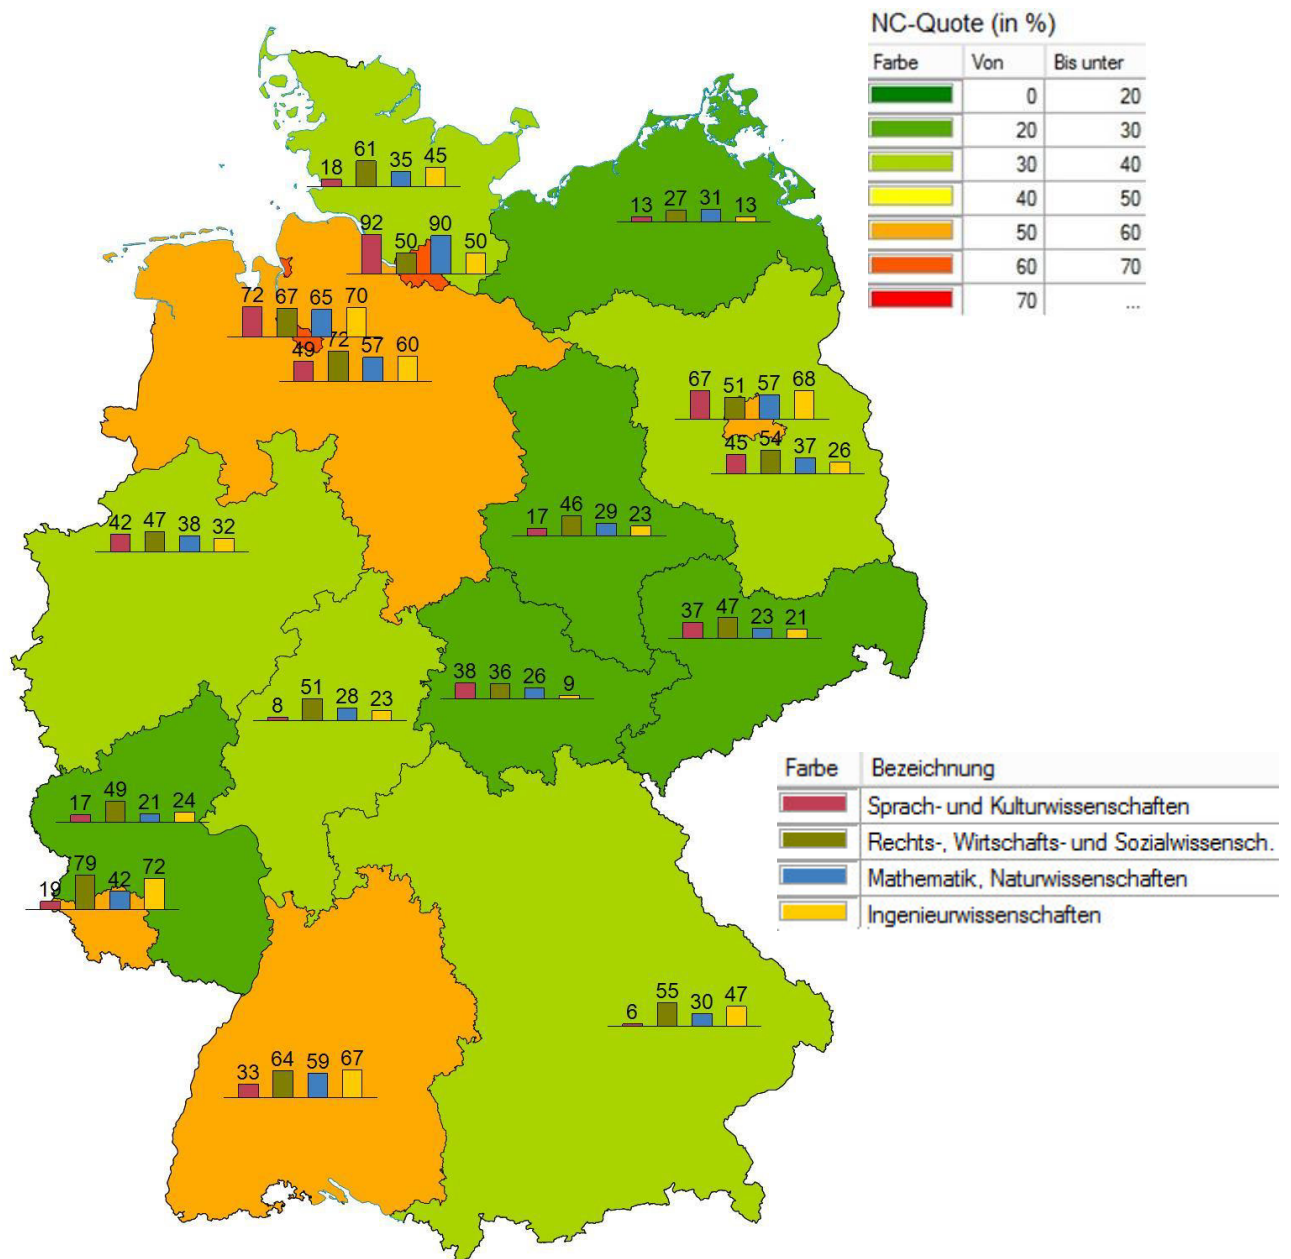 NC-Quote (in %)
Farbe Von Bis unter
0 20
20 30
30 40
40 50
50 60
60 70
70 ...
18 61 35 45
13 27 31 13
92 50 90 50
72 67 65 70
49 72 57 60
67 51 57 68
45 54 37 26
42 47 38 32
17 46 29 23
37 47 23 21
38 36 26 9
8 51 28 23
17 49 21 24
19 79 42 72
6 55 30 47
33 64 59 67
Farbe Bezeichnung
Sprach- und Kulturwissenschaften
Rechts-, Wirtschafts- und Sozialwissensch.
Mathematik, Naturwissenschaften
Ingenieurwissenschaften